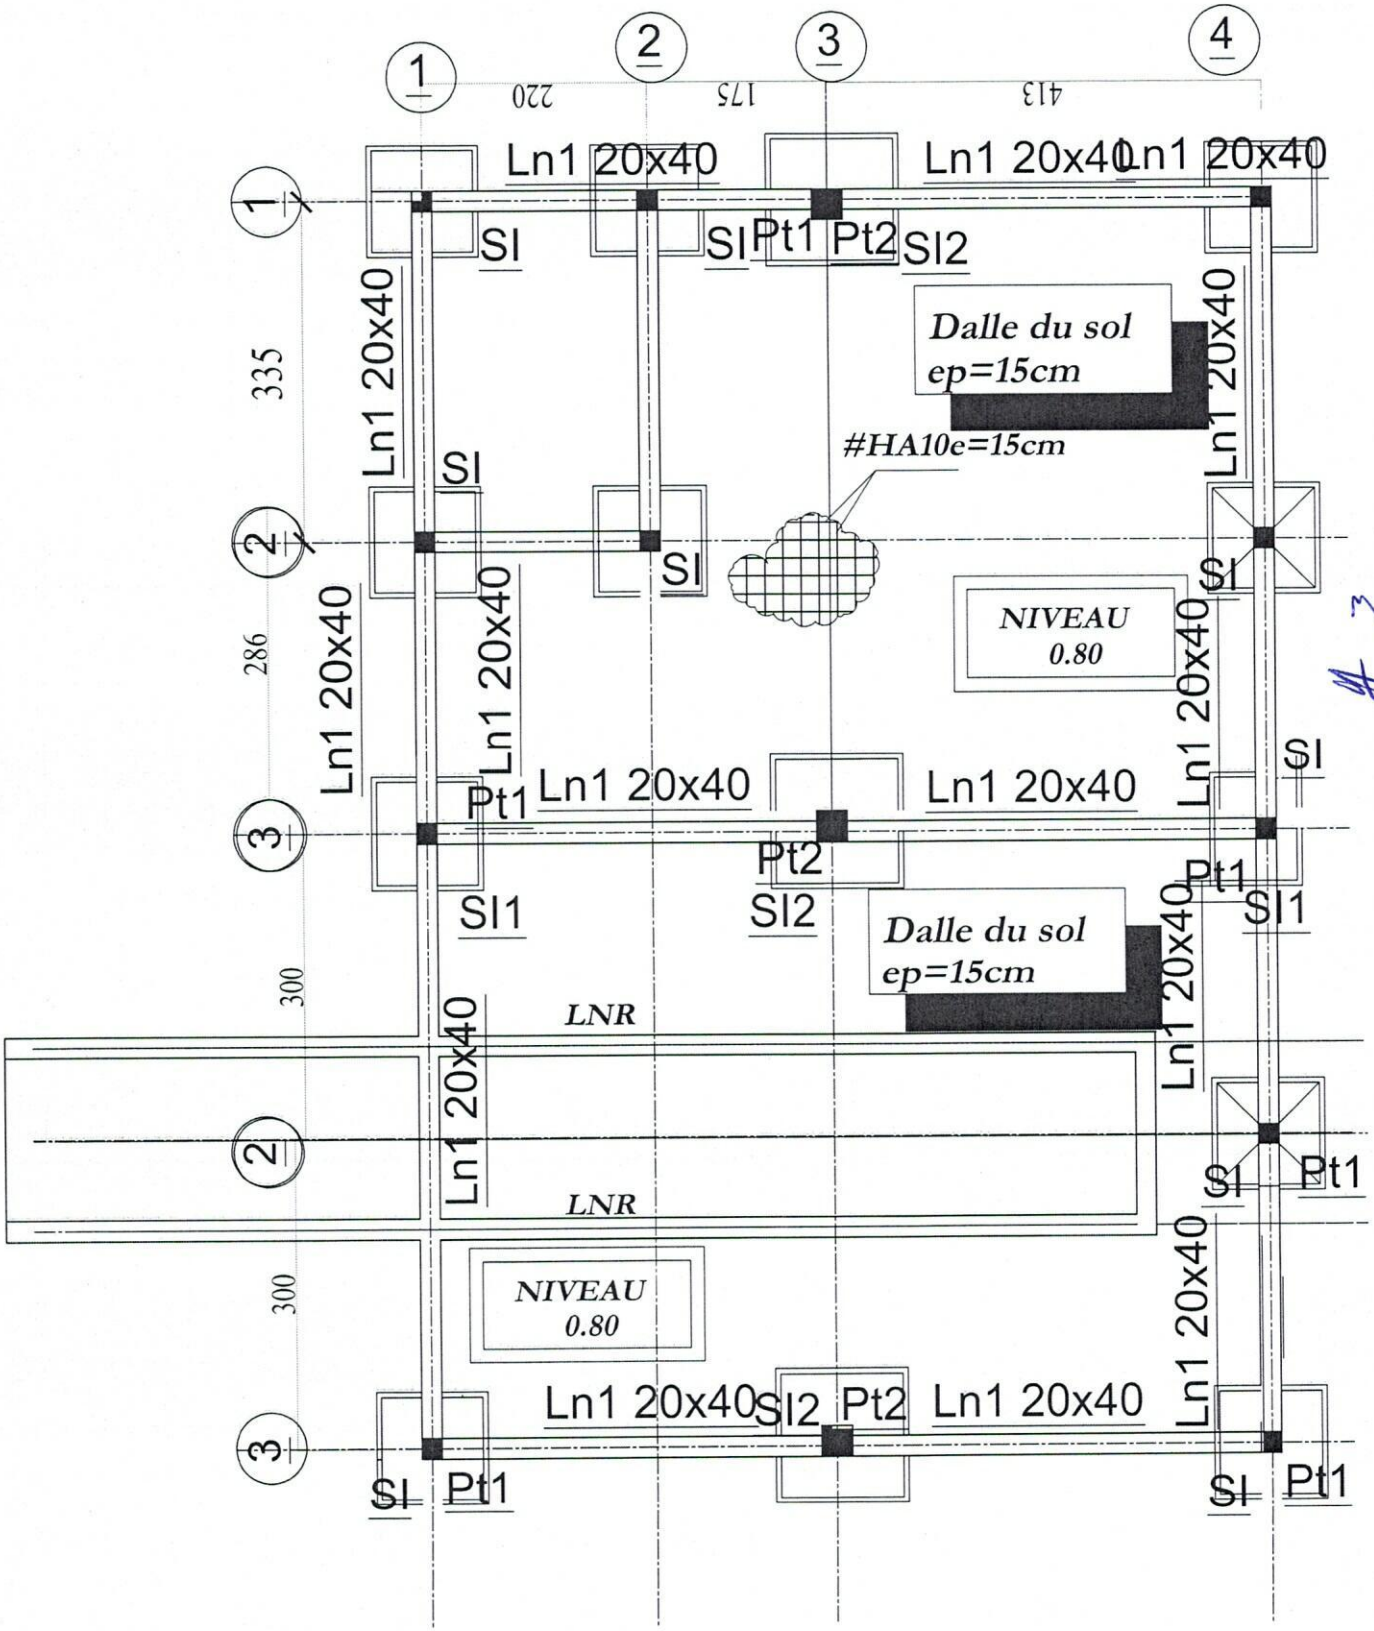 1
2
3
4
220
175
413
Ln1 20x40
Ln1 20x40
Ln1 20x40
1
SI
SI
Pt1
Pt2
SI2
335
Ln1 20x40
Dalle du sol
ep=15cm
Ln1 20x40
#HA10e=15cm
SI
2
SI
SI
286
Ln1 20x40
Ln1 20x40
NIVEAU
0.80
Ln1 20x40
SI
3
Pt1
Ln1 20x40
Ln1 20x40
Pt2
Pt1
SI1
SI2
SI1
Dalle du sol
ep=15cm
300
LNR
Ln1 20x40
Ln1 20x40
2
SI
Pt1
LNR
300
NIVEAU
0.80
Ln1 20x40
3
Ln1 20x40
SI2
Pt2
Ln1 20x40
SI
Pt1
SI
Pt1